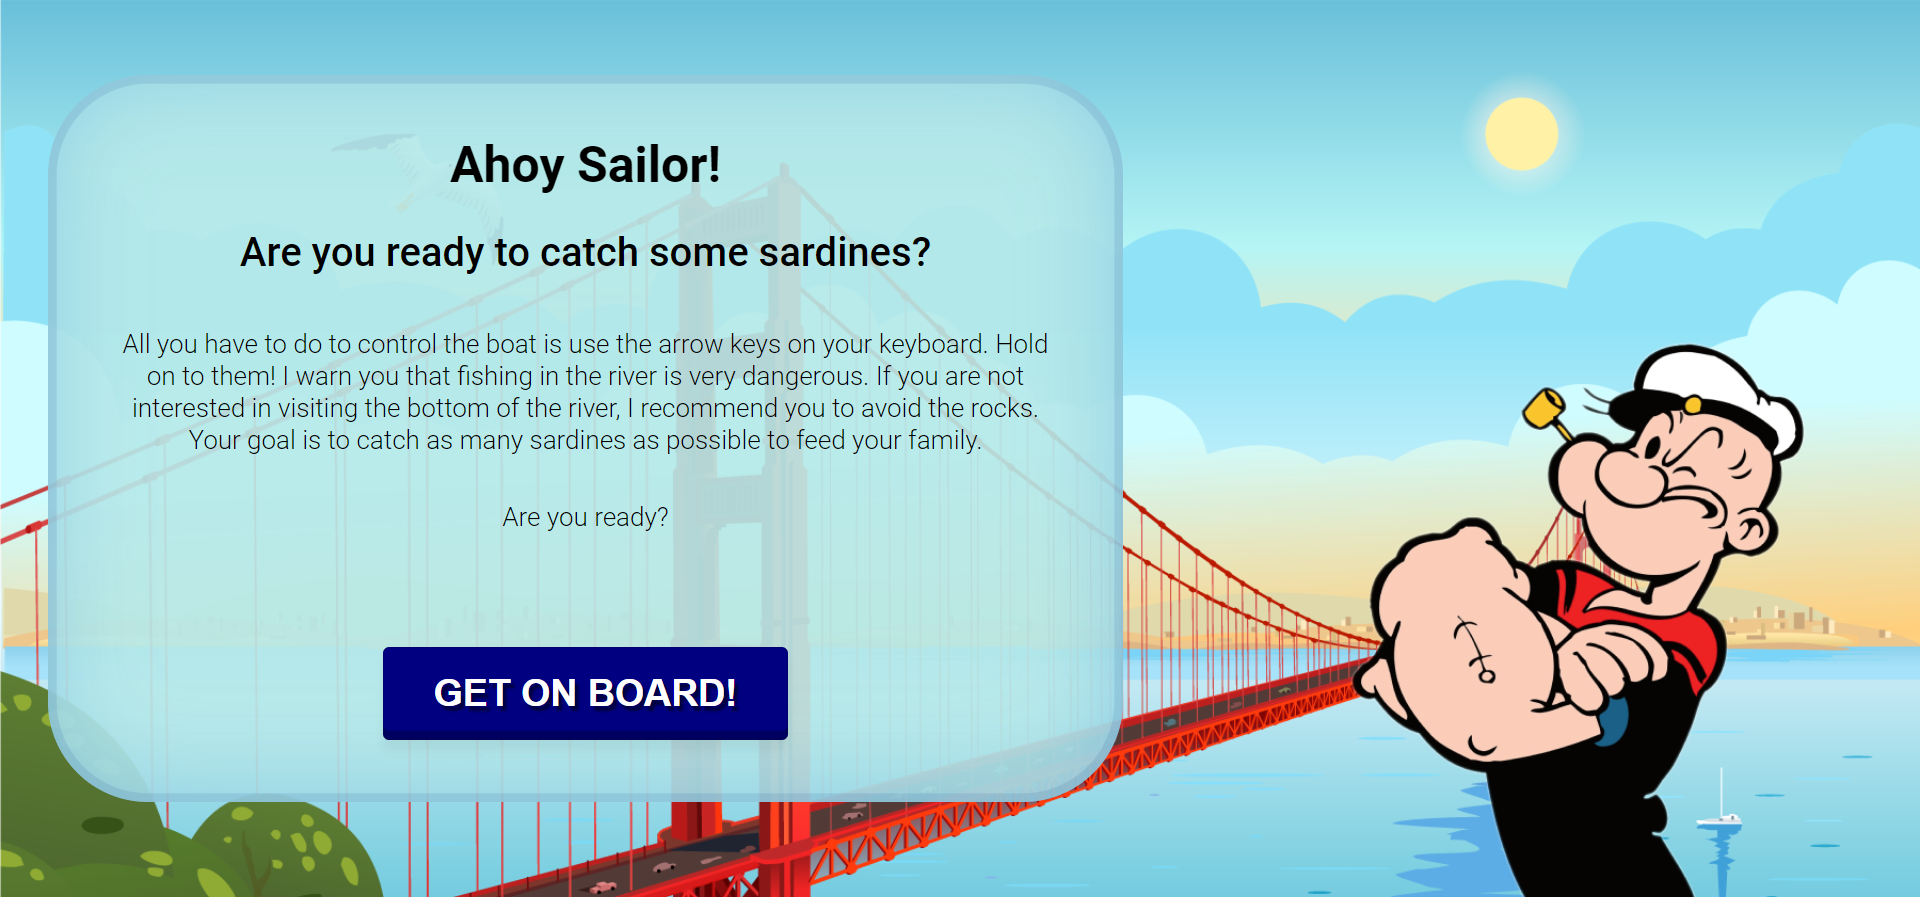 Ahoy Sailor!
Are you ready to catch some sardines?
All you have to do to control the boat is use the arrow keys on your keyboard. Hold
on to them! I warn you that fishing in the river is very dangerous. If you are not
interested in visiting the bottom of the river, I recommend you to avoid the rocks.
Your goal is to catch as many sardines as possible to feed your family.
Are you ready?
GET ON BOARD!